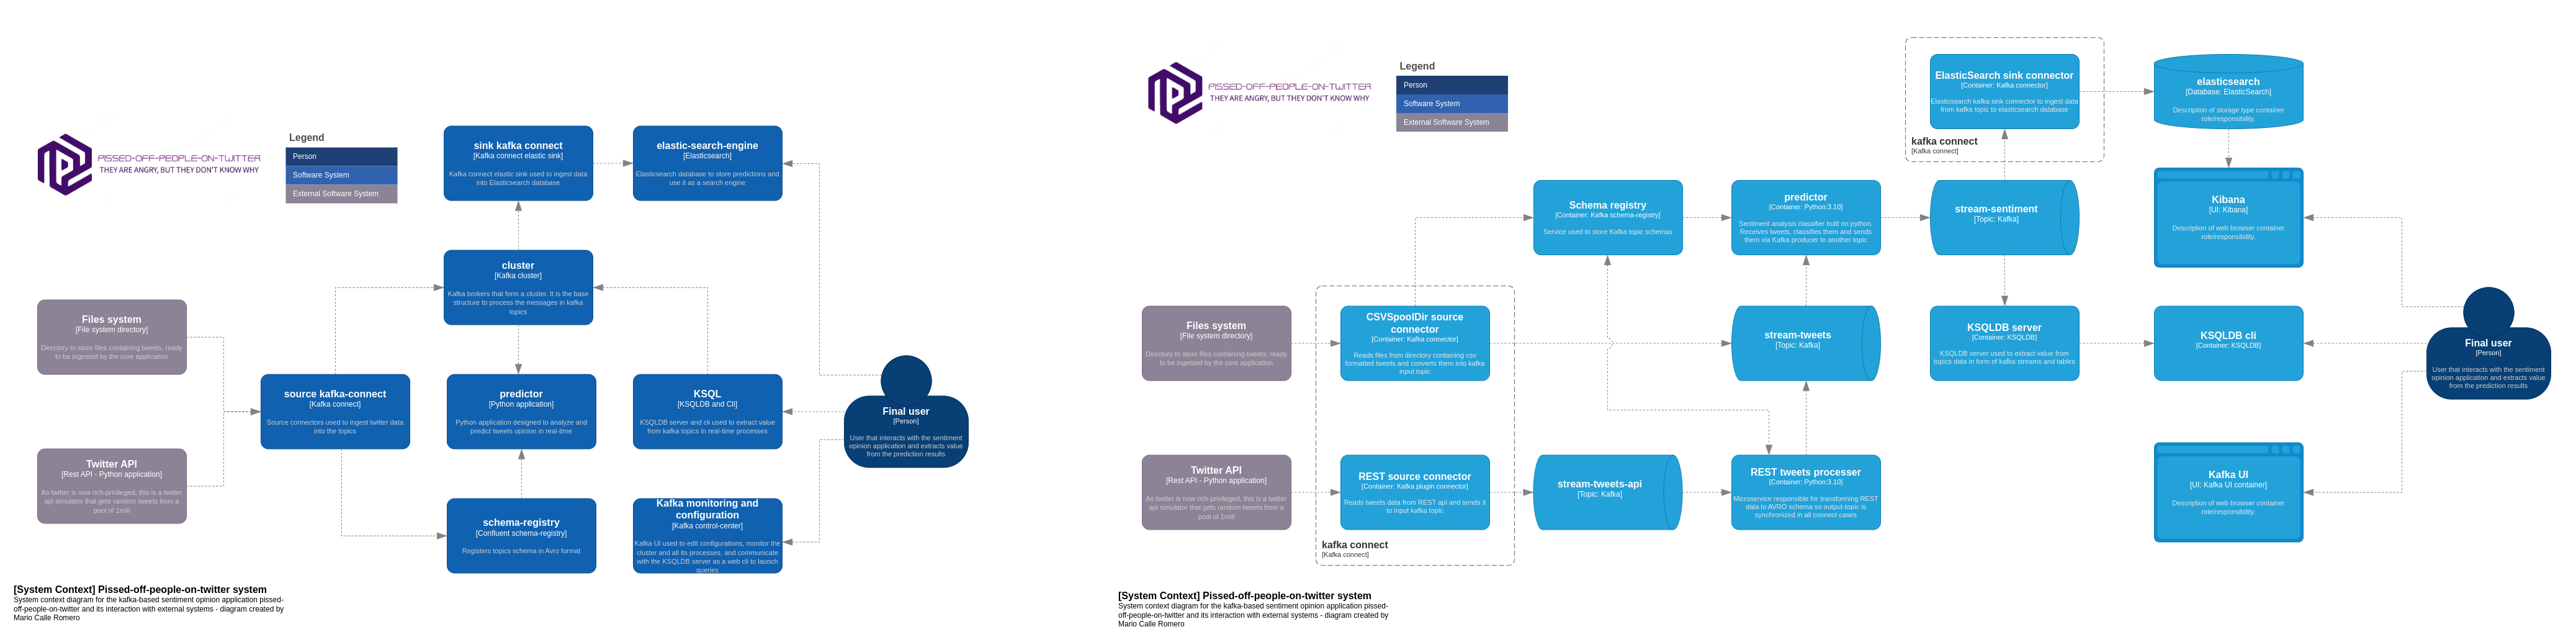 PISSED-OFF-PEOPLE-ON-TWITTER
THEY ARE ANGRY, BUT THEY DON'T KNOW WHY
Legend
Person
Software System
External Software System
sink kafka connect
[Kafka connect elastic sink]
Kafka connect elastic sink used to ingest data
into Elasticsearch database
elastic-search-engine
[Elasticsearch]
Elasticsearch database to store predictions and
use it as a search engine
cluster
[Kafka cluster]
Kafka brokers that form a cluster. It is the base
structure to process the messages in kafka
topics
Files system
[File system directory]
Directory to store files containing tweets, ready
to be ingested by the core application
source kafka-connect
[Kafka connect]
Source connectors used to ingest twitter data
into the topics
predictor
[Python application]
Python application designed to analyze and
predict tweets opinion in real-time
KSQL
[KSQLDB and Cli]
KSQLDB server and cli used to extract value
from kafka topics in real-time processes
Final user
[Person]
User that interacts with the sentiment
opinion application and extracts value
from the prediction results
Twitter API
[Rest API - Python application]
As twitter is now rich-privileged, this is a twitter
api simulator that gets random tweets from a
pool of 1mill
schema-registry
[Confluent schema-registry]
Registers topics schema in Avro format
Kafka monitoring and
configuration
[Kafka control-center]
Kafka UI used to edit configurations, monitor the
cluster and all its processes, and communicate
with the KSQLDB server as a web cli to launch
queries
[System Context] Pissed-off-people-on-twitter system
System context diagram for the kafka-based sentiment opinion application pissed-
off-people-on-twitter and its interaction with external systems - diagram created by
Mario Calle Romero
PISSED-OFF-PEOPLE-ON-TWITTER
THEY ARE ANGRY, BUT THEY DON'T KNOW WHY
Legend
Person
Software System
External Software System
ElasticSearch sink connector
[Container: Kafka connector]
Elasticsearch kafka sink connector to ingest data
from kafka topic to elasticsearch database
kafka connect
[Kafka connect]
elasticsearch
[Database: ElasticSearch]
Description of storage type container
role/responsibility.
Schema registry
[Container: Kafka schema-registry]
Service used to store Kafka topic schemas
predictor
[Container: Python:3.10]
Sentiment analysis classifier built on python.
Receives tweets, classifies them and sends
them via Kafka producer to another topic
stream-sentiment
[Topic: Kafka]
Kibana
[UI: Kibana]
Description of web browser container
role/responsibility.
Files system
[File system directory]
Directory to store files containing tweets, ready
to be ingested by the core application
CSVSpoolDir source
connector
[Container: Kafka connector]
Reads files from directory containing csv
formatted tweets and converts them into kafka
input topic
stream-tweets
[Topic: Kafka]
KSQLDB server
[Container: KSQLDB]
KSQLDB server used to extract value from
topics data in form of kafka streams and tables
KSQLDB cli
[Container: KSQLDB]
Final user
[Person]
User that interacts with the sentiment
opinion application and extracts value
from the prediction results
Twitter API
[Rest API - Python application]
As twitter is now rich-privileged, this is a twitter
api simulator that gets random tweets from a
pool of 1mill
REST source connector
[Container: Kafka plugin connector]
Reads tweets data from REST api and sends it
to input kafka topic
kafka connect
[Kafka connect]
stream-tweets-api
[Topic: Kafka]
REST tweets processer
[Container: Python:3.10]
Microservice responsible for transforming REST
data to AVRO schema so output-topic is
synchronized in all connect cases
Kafka UI
[UI: Kafka UI container]
Description of web browser container
role/responsibility.
[System Context] Pissed-off-people-on-twitter system
System context diagram for the kafka-based sentiment opinion application pissed-
off-people-on-twitter and its interaction with external systems - diagram created by
Mario Calle Romero